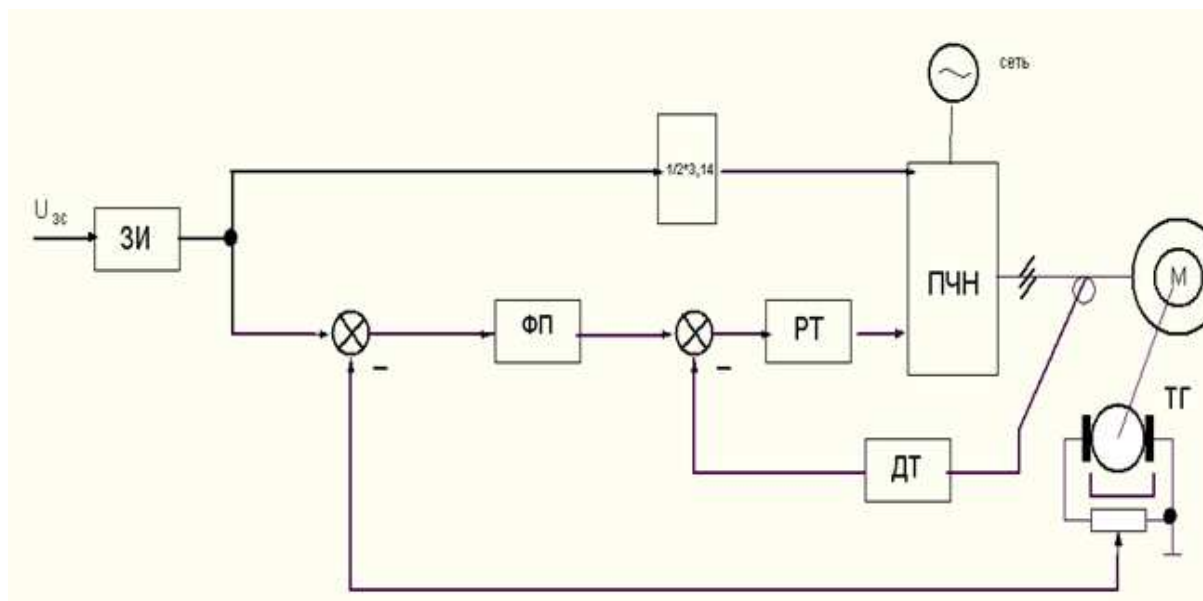 сеть
1/2*3,14
U зс
ЗИ
ПЧН
М
ФП
РТ
ТГ
–
–
ДТ